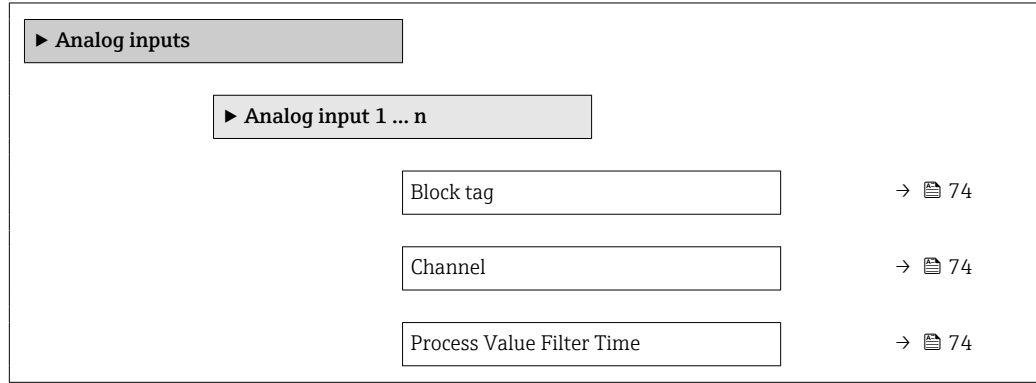 ▶ Analog inputs
▶ Analog input 1 ... n
Block tag → 74
Channel → 74
Process Value Filter Time → 74